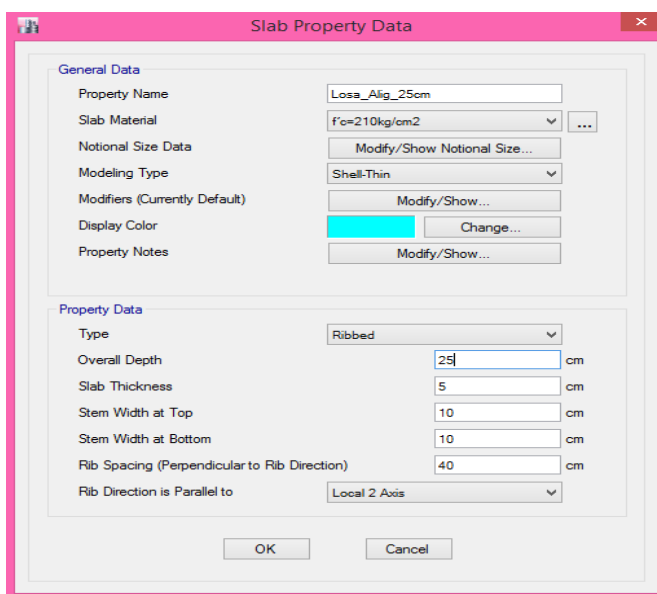 Slab Property Data
General Data
Property Name Losa_Alig_25cm
Slab Material f'c=210kg/cm2 ...
Notional Size Data Modify/Show Notional Size...
Modeling Type Shell-Thin
Modifiers (Currently Default) Modify/Show...
Display Color Change...
Property Notes Modify/Show...
Property Data
Type Ribbed
Overall Depth 25 cm
Slab Thickness 5 cm
Stem Width at Top 10 cm
Stem Width at Bottom 10 cm
Rib Spacing (Perpendicular to Rib Direction) 40 cm
Rib Direction is Parallel to Local 2 Axis
OK Cancel